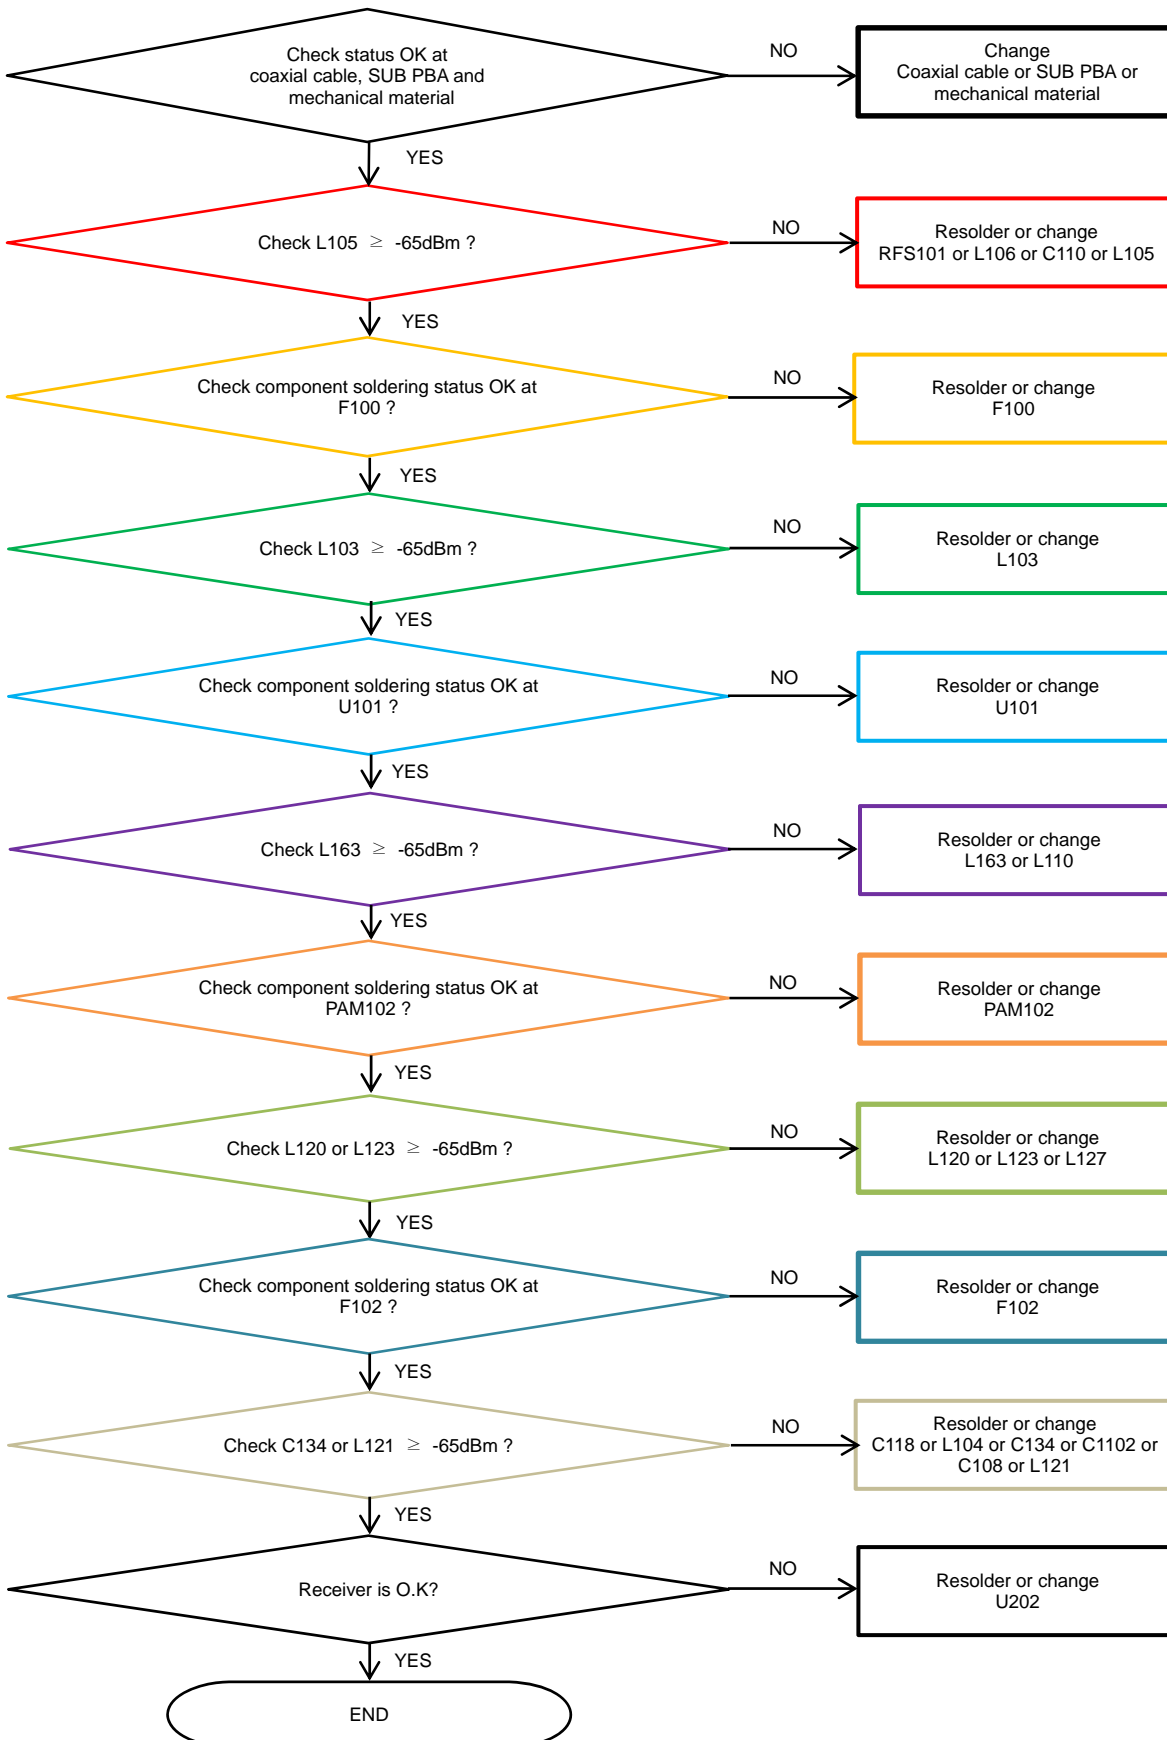 Check status OK at
coaxial cable, SUB PBA and
mechanical material
NO
Change
Coaxial cable or SUB PBA or
mechanical material
YES
Check L105 ≥ -65dBm ?
NO
Resolder or change
RFS101 or L106 or C110 or L105
YES
Check component soldering status OK at
F100 ?
NO
Resolder or change
F100
YES
Check L103 ≥ -65dBm ?
NO
Resolder or change
L103
YES
Check component soldering status OK at
U101 ?
NO
Resolder or change
U101
YES
Check L163 ≥ -65dBm ?
NO
Resolder or change
L163 or L110
YES
Check component soldering status OK at
PAM102 ?
NO
Resolder or change
PAM102
YES
Check L120 or L123 ≥ -65dBm ?
NO
Resolder or change
L120 or L123 or L127
YES
Check component soldering status OK at
F102 ?
NO
Resolder or change
F102
YES
Check C134 or L121 ≥ -65dBm ?
NO
Resolder or change
C118 or L104 or C134 or C1102 or
C108 or L121
YES
Receiver is O.K?
NO
Resolder or change
U202
YES
END